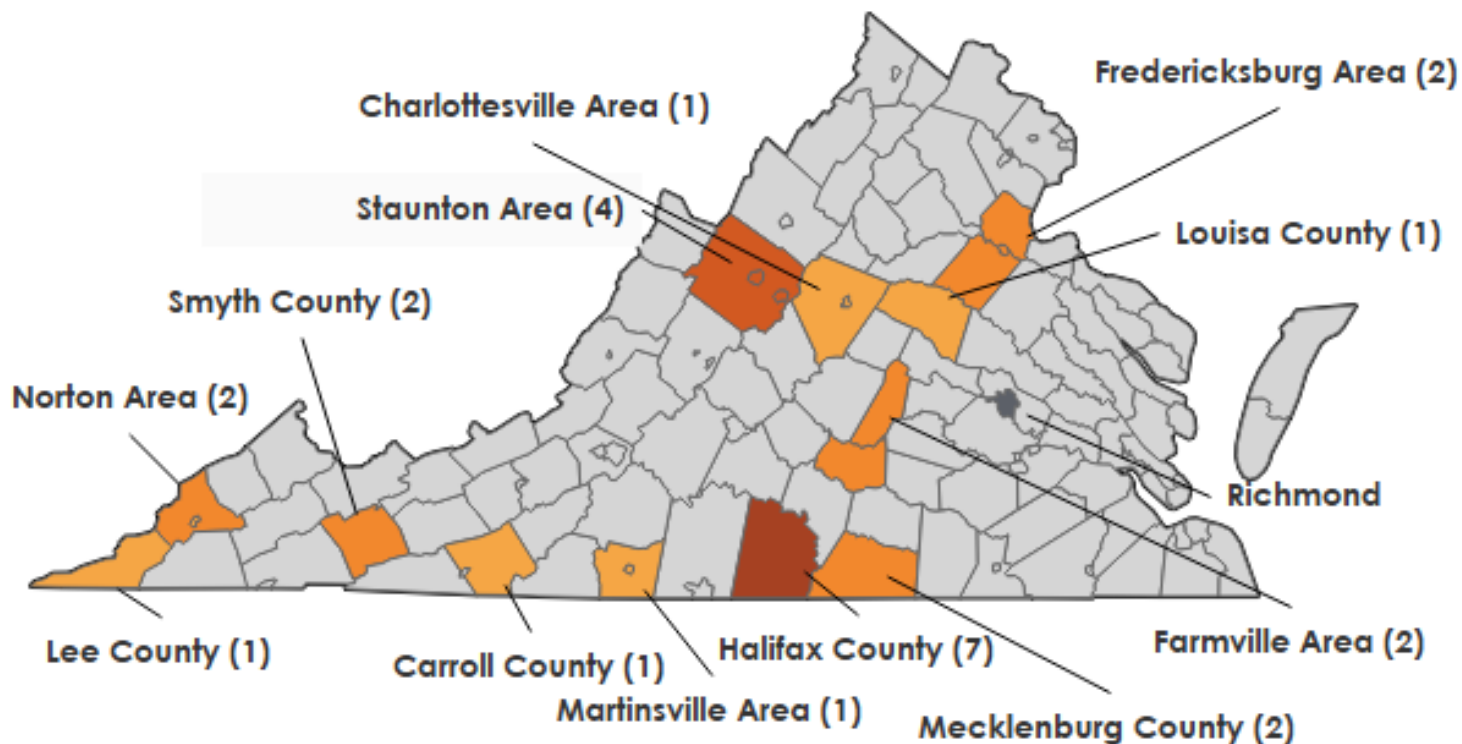 Fredericksburg Area (2)
Charlottesville Area (1)
Staunton Area (4)
Louisa County (1)
Smyth County (2)
Norton Area (2)
Richmond
Lee County (1)
Carroll County (1)
Halifax County (7)
Farmville Area (2)
Martinsville Area (1)
Mecklenburg County (2)